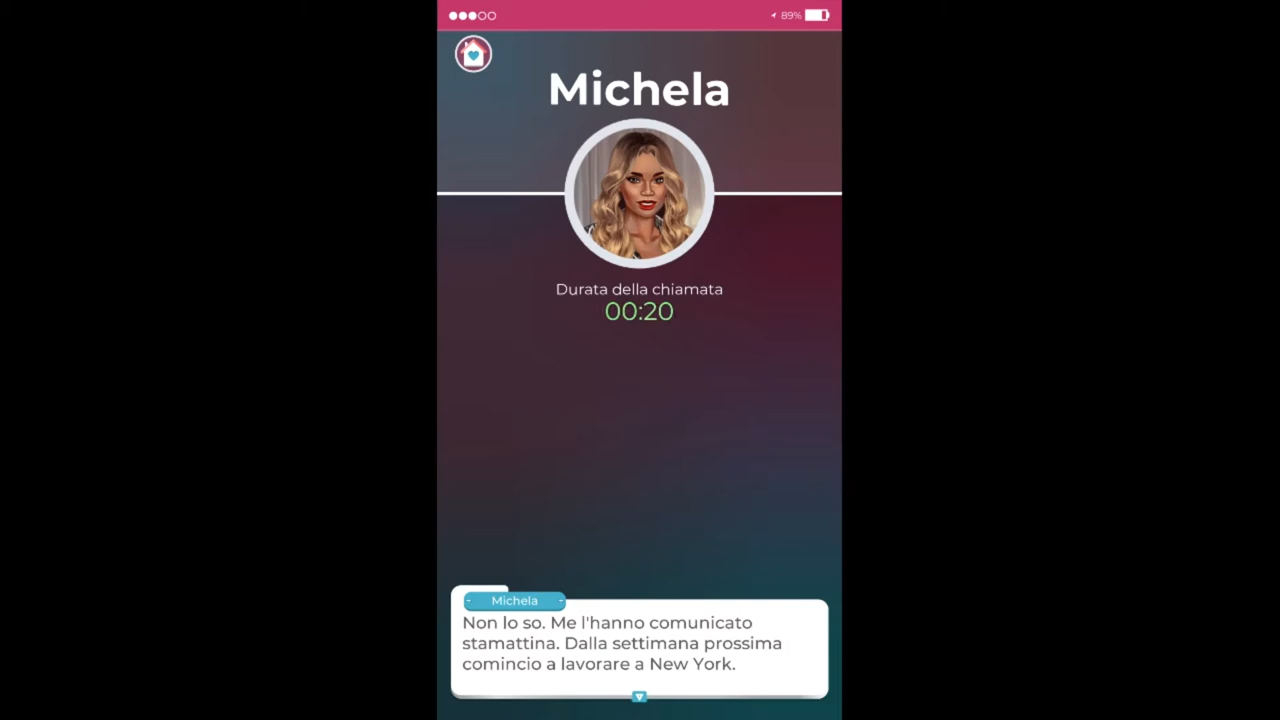 89%
Michela
Durata della chiamata
00:20
Michela
Non lo so. Me l'hanno comunicato
stamattina. Dalla settimana prossima
comincio a lavorare a New York.